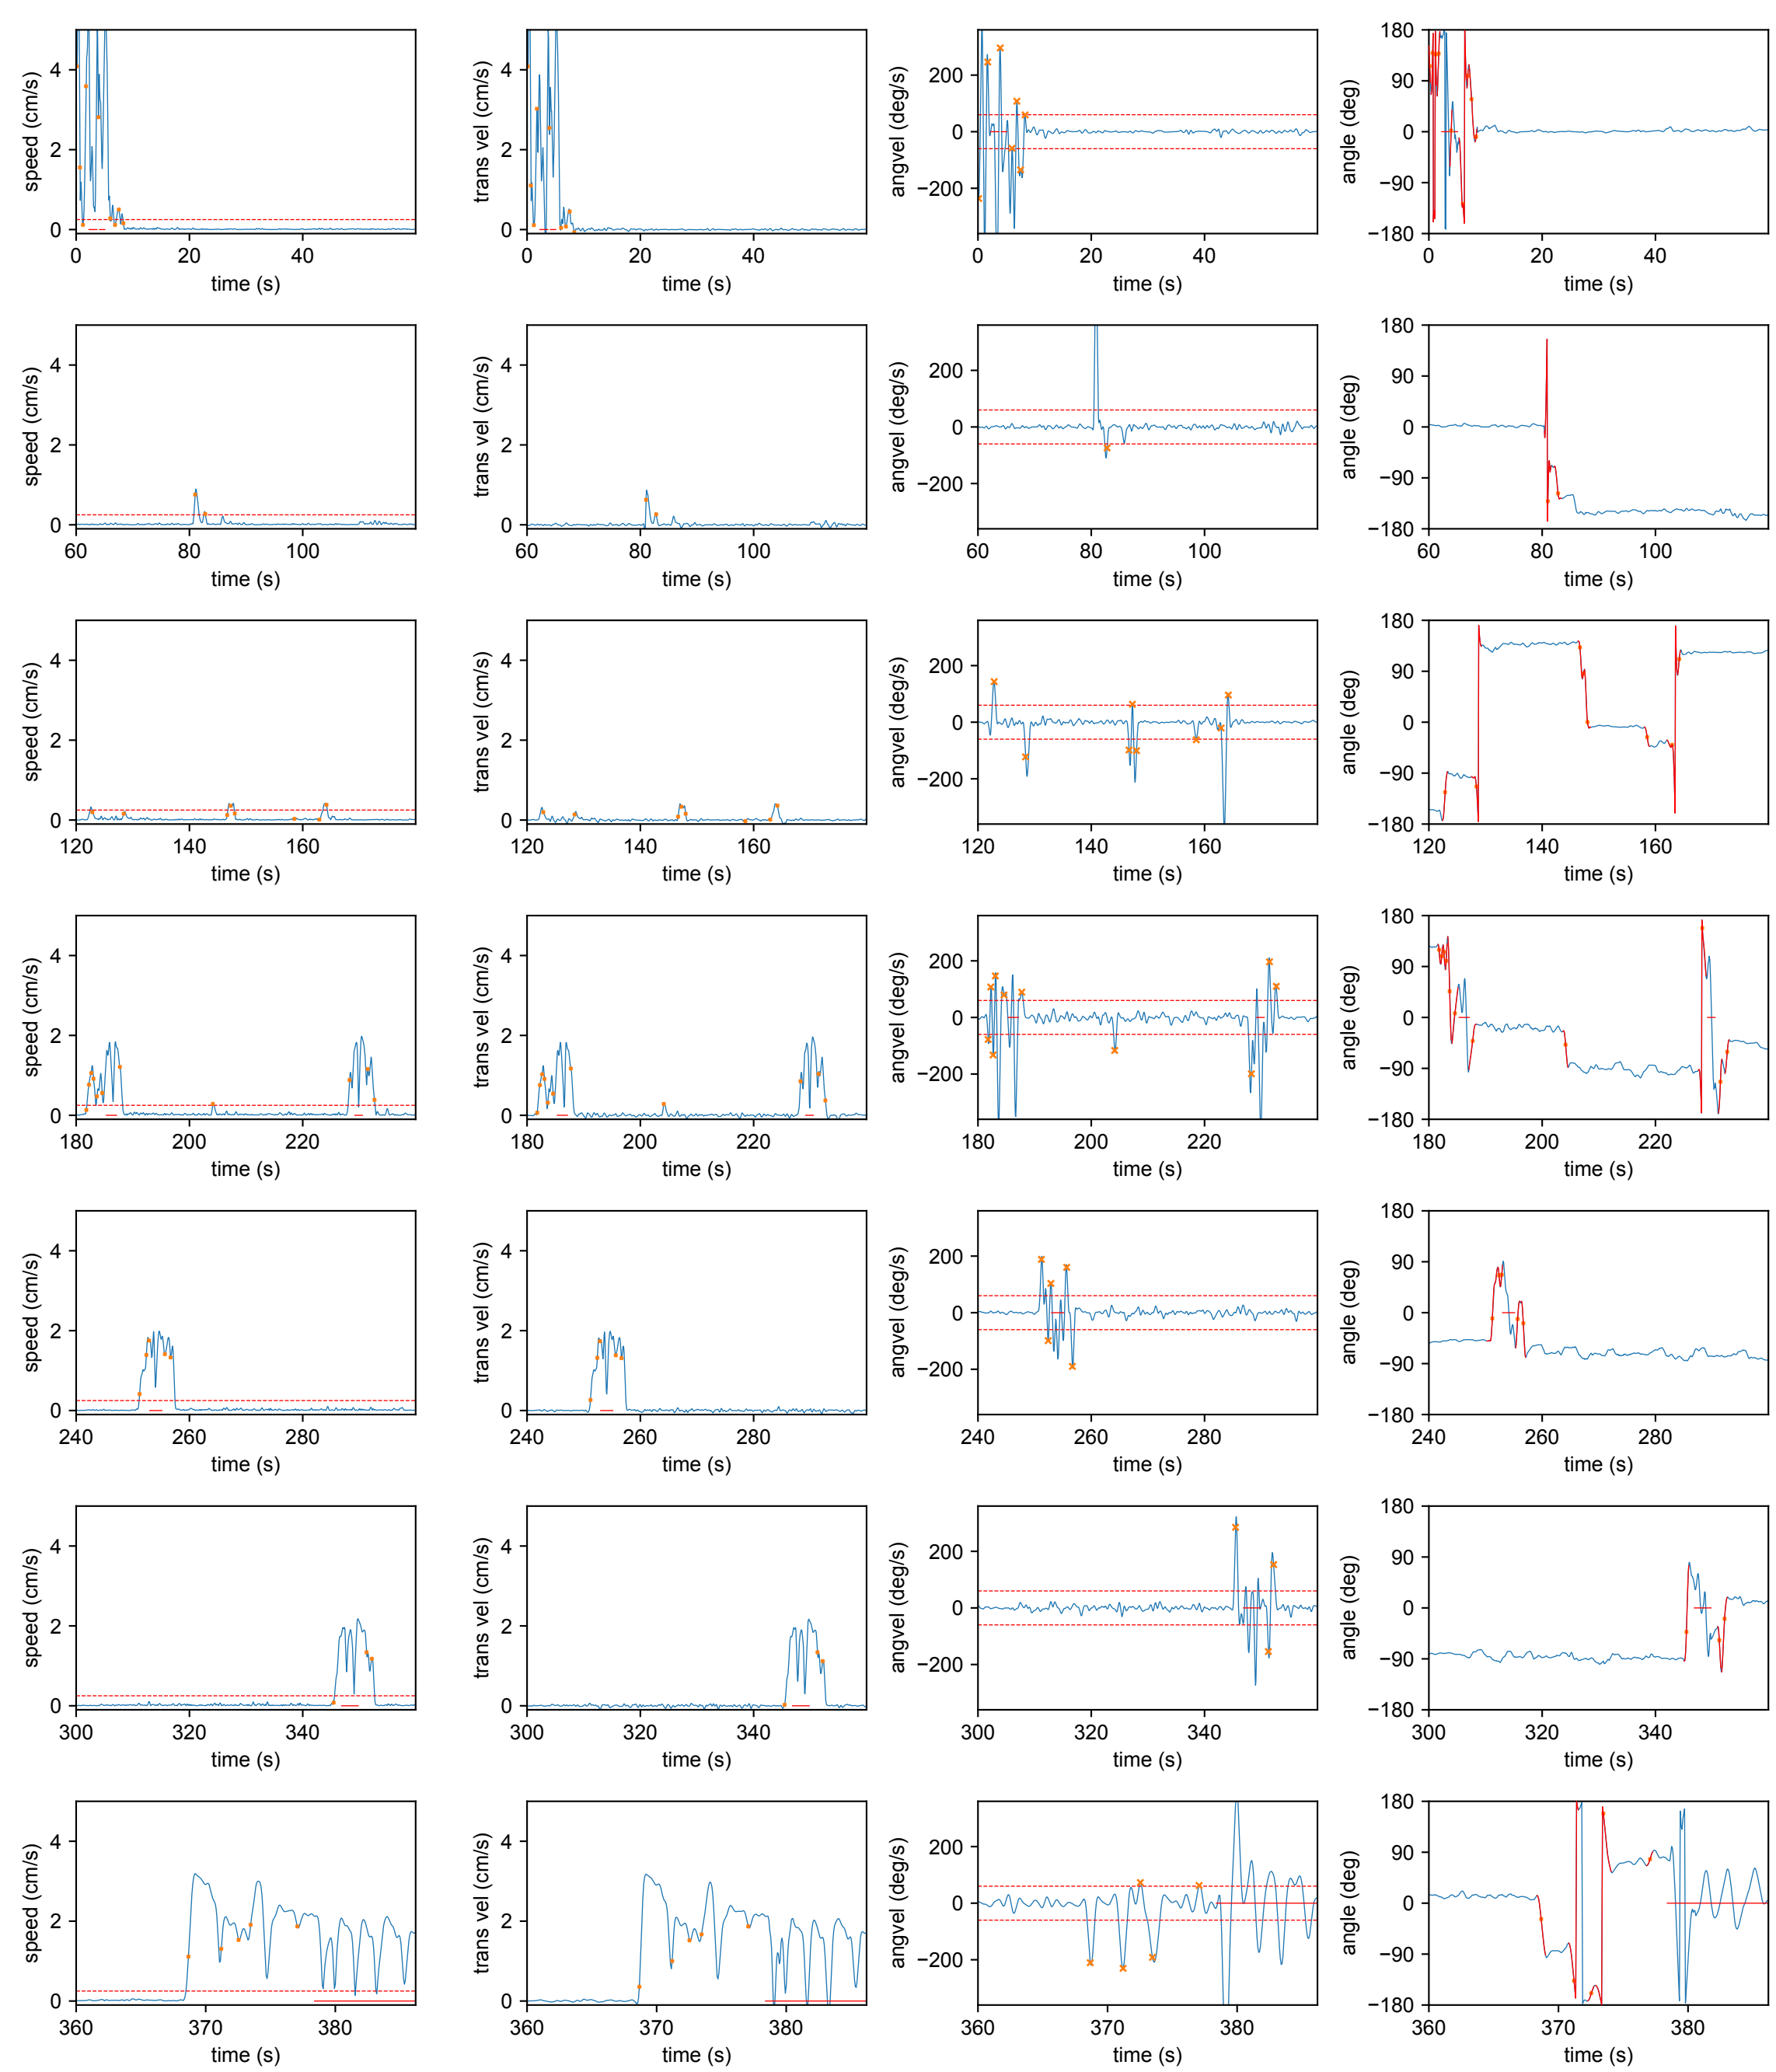 speed (cm/s) 4 2 0 0 20 40 time (s)
trans vel (cm/s) 4 2 0 0 20 40 time (s)
angvel (deg/s) 200 0 −200 0 20 40 time (s)
angle (deg) 180 90 0 −90 −180 0 20 40 time (s)
speed (cm/s) 4 2 0 60 80 100 time (s)
trans vel (cm/s) 4 2 0 60 80 100 time (s)
angvel (deg/s) 200 0 −200 60 80 100 time (s)
angle (deg) 180 90 0 −90 −180 60 80 100 time (s)
speed (cm/s) 4 2 0 120 140 160 time (s)
trans vel (cm/s) 4 2 0 120 140 160 time (s)
angvel (deg/s) 200 0 −200 120 140 160 time (s)
angle (deg) 180 90 0 −90 −180 120 140 160 time (s)
speed (cm/s) 4 2 0 180 200 220 time (s)
trans vel (cm/s) 4 2 0 180 200 220 time (s)
angvel (deg/s) 200 0 −200 180 200 220 time (s)
angle (deg) 180 90 0 −90 −180 180 200 220 time (s)
speed (cm/s) 4 2 0 240 260 280 time (s)
trans vel (cm/s) 4 2 0 240 260 280 time (s)
angvel (deg/s) 200 0 −200 240 260 280 time (s)
angle (deg) 180 90 0 −90 −180 240 260 280 time (s)
speed (cm/s) 4 2 0 300 320 340 time (s)
trans vel (cm/s) 4 2 0 300 320 340 time (s)
angvel (deg/s) 200 0 −200 300 320 340 time (s)
angle (deg) 180 90 0 −90 −180 300 320 340 time (s)
speed (cm/s) 4 2 0 360 370 380 time (s)
trans vel (cm/s) 4 2 0 360 370 380 time (s)
angvel (deg/s) 200 0 −200 360 370 380 time (s)
angle (deg) 180 90 0 −90 −180 360 370 380 time (s)